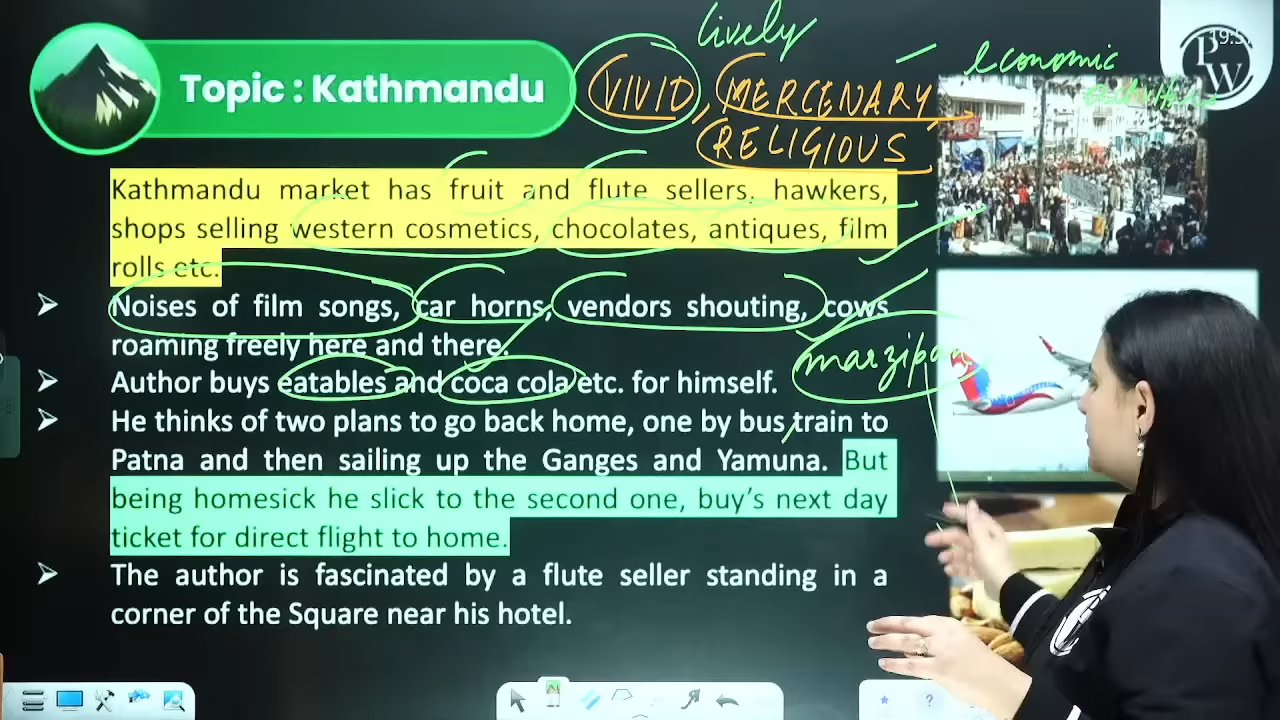 lively
economic
Topic : Kathmandu
VIVID, MERCENARY,
RELIGIOUS
P
W
Kathmandu market has fruit and flute sellers, hawkers,
shops selling western cosmetics, chocolates, antiques, film
rolls etc.
Noises of film songs, car horns, vendors shouting, cows
roaming freely here and there.
marzipan
Author buys eatables and coca cola etc. for himself.
He thinks of two plans to go back home, one by bus train to
Patna and then sailing up the Ganges and Yamuna. But
being homesick he slick to the second one, buy's next day
ticket for direct flight to home.
The author is fascinated by a flute seller standing in a
corner of the Square near his hotel.